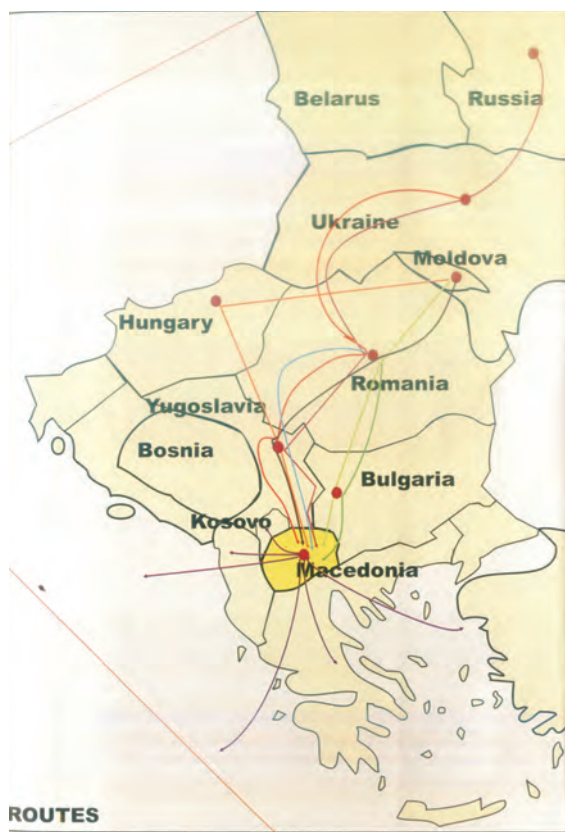 Belarus
Russia
Ukraine
Moldova
Hungary
Romania
Yugoslavia
Bosnia
Bulgaria
Kosovo
Macedonia
ROUTES